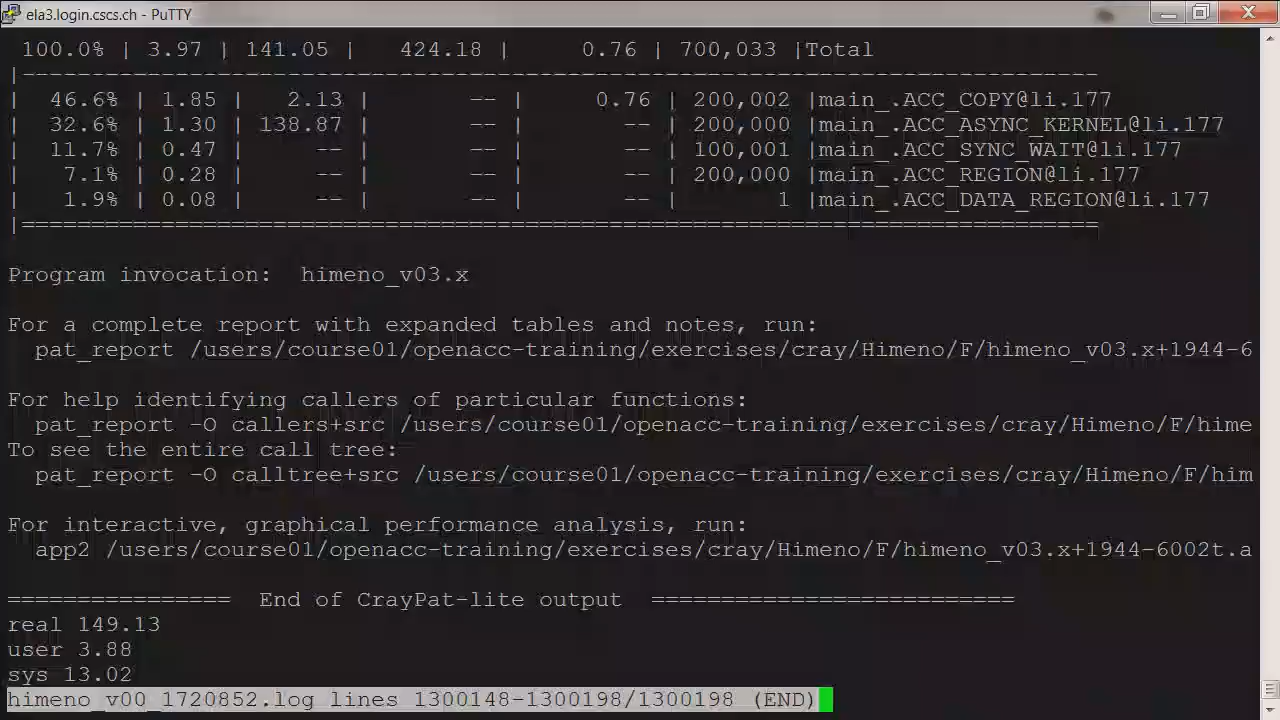 ela3.login.cscs.ch - PuTTY
100.0% | 3.97 | 141.05 | 424.18 | 0.76 | 700,033 |Total
|-----------------------------------------------------------------------------
| 46.6% | 1.85 | 2.13 | -- | 0.76 | 200,002 |main_.ACC_COPY@li.177
| 32.6% | 1.30 | 138.87 | -- | -- | 200,000 |main_.ACC_ASYNC_KERNEL@li.177
| 11.7% | 0.47 | -- | -- | -- | 100,001 |main_.ACC_SYNC_WAIT@li.177
| 7.1% | 0.28 | -- | -- | -- | 200,000 |main_.ACC_REGION@li.177
| 1.9% | 0.08 | -- | -- | -- | 1 |main_.ACC_DATA_REGION@li.177
|=============================================================================
Program invocation: himeno_v03.x
For a complete report with expanded tables and notes, run:
pat_report /users/course01/openacc-training/exercises/cray/Himeno/F/himeno_v03.x+1944-6
For help identifying callers of particular functions:
pat_report -O callers+src /users/course01/openacc-training/exercises/cray/Himeno/F/hime
To see the entire call tree:
pat_report -O calltree+src /users/course01/openacc-training/exercises/cray/Himeno/F/him
For interactive, graphical performance analysis, run:
app2 /users/course01/openacc-training/exercises/cray/Himeno/F/himeno_v03.x+1944-6002t.a
================ End of CrayPat-lite output ==========================
real 149.13
user 3.88
sys 13.02
himeno_v00_1720852.log lines 1300148-1300198/1300198 (END)